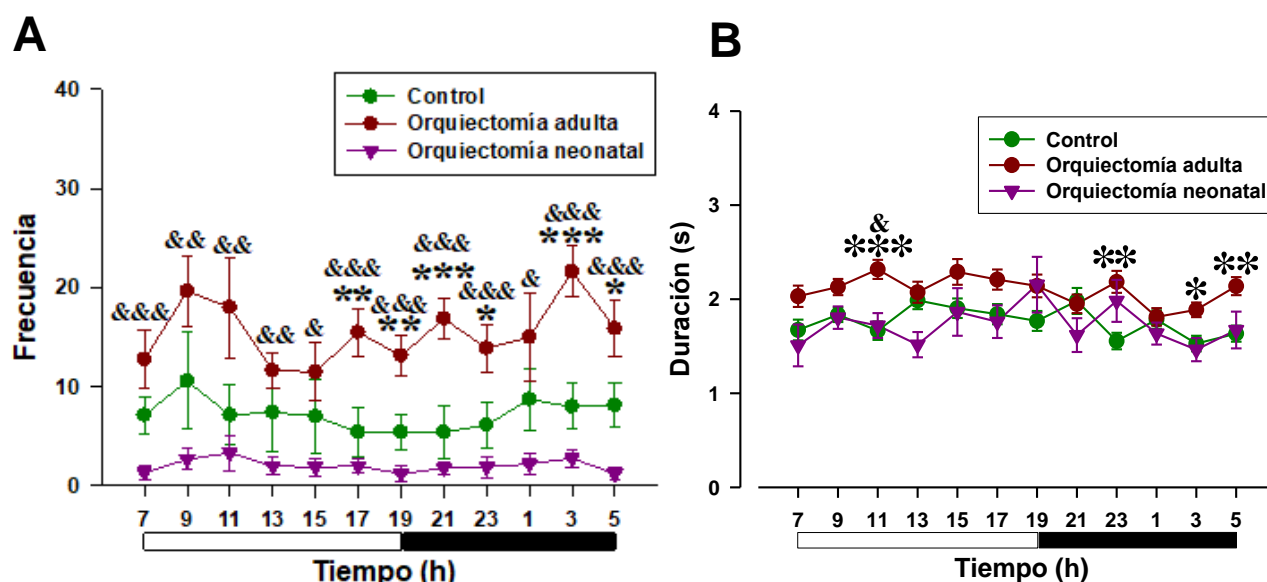 A
Frecuencia
40
30
20
10
0
Control
Orquiectomía adulta
Orquiectomía neonatal
&&&
&&
&&
&&
&
&&&
**
&&&
**
&&&
***
&&&
*
&
&&&
***
&&&
*
7 9 11 13 15 17 19 21 23 1 3 5
Tiempo (h)
B
Duración (s)
4
3
2
1
0
Control
Orquiectomía adulta
Orquiectomía neonatal
&
***
**
*
**
7 9 11 13 15 17 19 21 23 1 3 5
Tiempo (h)